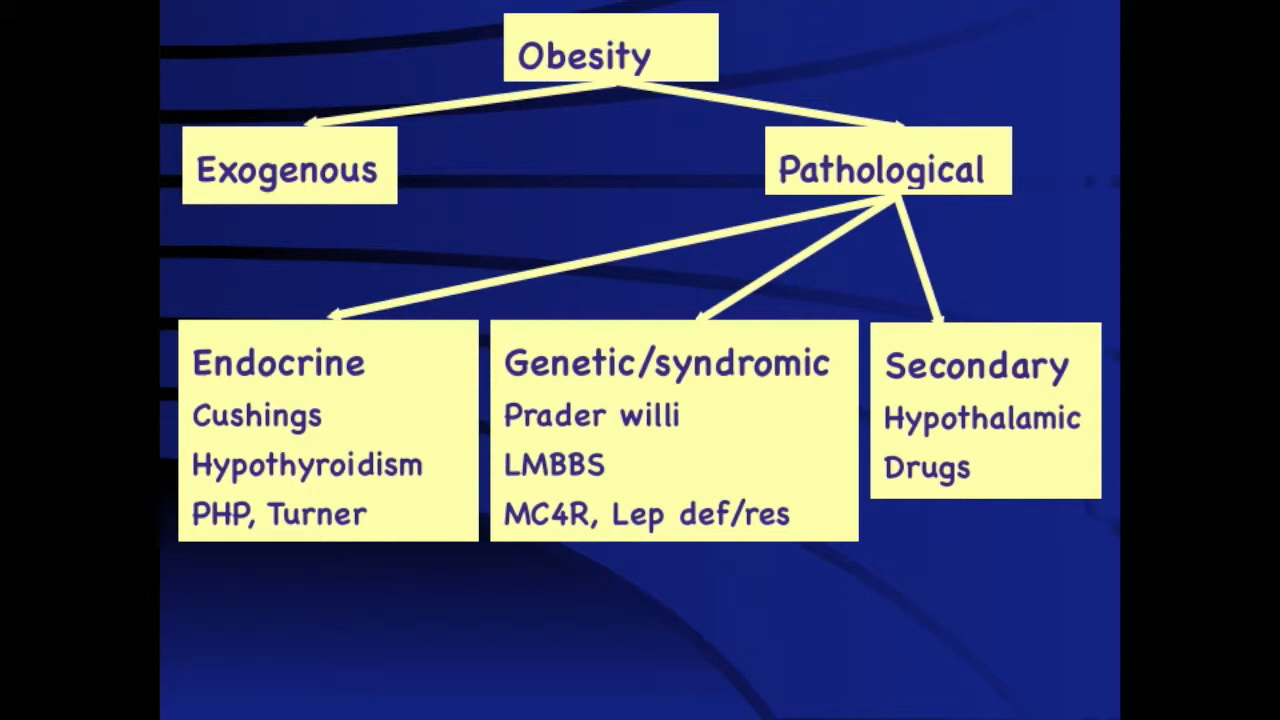 Obesity
Exogenous
Pathological
Endocrine
Cushings
Hypothyroidism
PHP, Turner
Genetic/syndromic
Prader willi
LMBBS
MC4R, Lep def/res
Secondary
Hypothalamic
Drugs